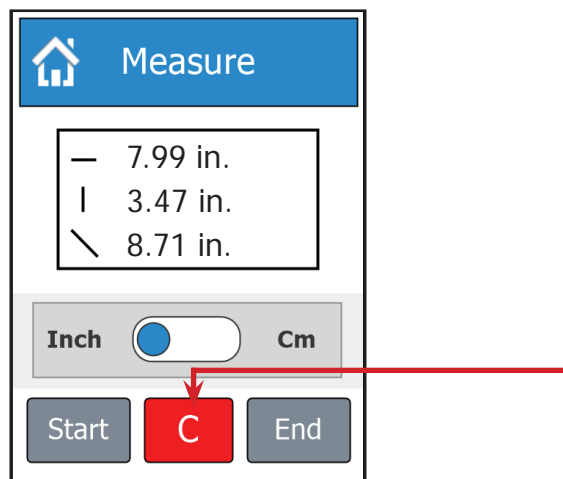 Measure
7.99 in.
3.47 in.
8.71 in.
Inch Cm
Start C End